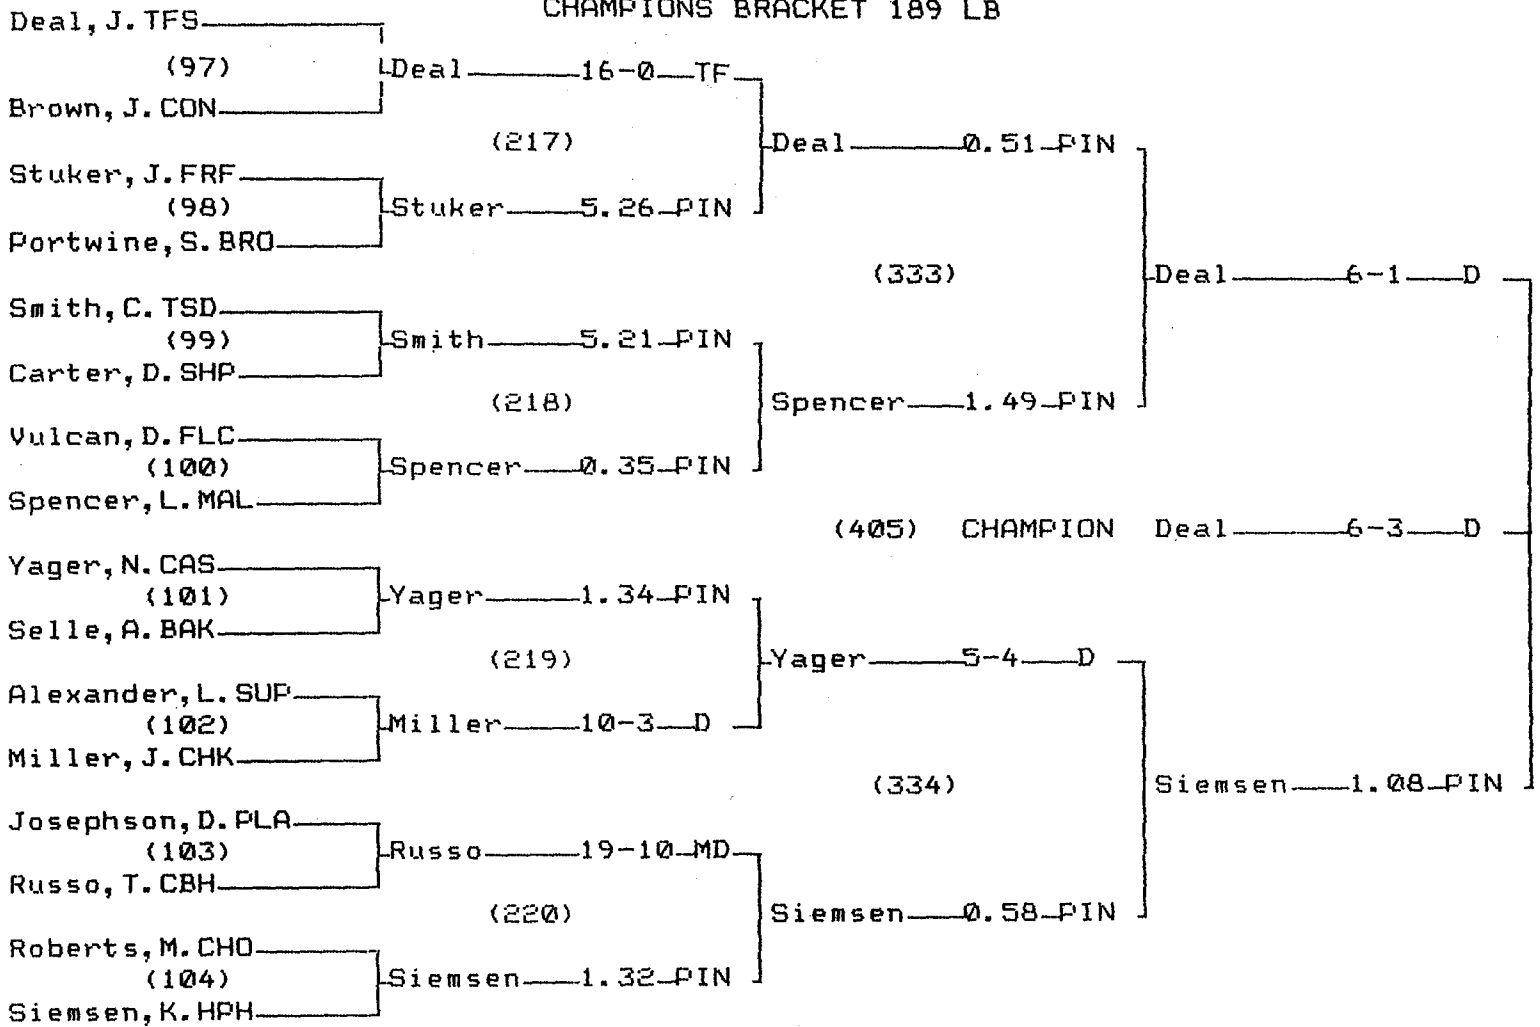 CHAMPIONS BRACKET 189 LB
Deal, J. TFS
(97) Deal 16-0 TF
Brown, J. CON
(217) Deal 0.51 PIN
Stuker, J. FRF
(98) Stuker 5.26 PIN
Portwine, S. BRO
(333) Deal 6-1 D
Smith, C. TSD
(99) Smith 5.21 PIN
Carter, D. SHP
(218) Spencer 1.49 PIN
Vulcan, D. FLC
(100) Spencer 0.35 PIN
Spencer, L. MAL
(405) CHAMPION Deal 6-3 D
Yager, N. CAS
(101) Yager 1.34 PIN
Selle, A. BAK
(219) Yager 5-4 D
Alexander, L. SUP
(102) Miller 10-3 D
Miller, J. CHK
(334) Siemsen 1.08 PIN
Josephson, D. PLA
(103) Russo 19-10 MD
Russo, T. CBH
(220) Siemsen 0.58 PIN
Roberts, M. CHO
(104) Siemsen 1.32 PIN
Siemsen, K. HPH